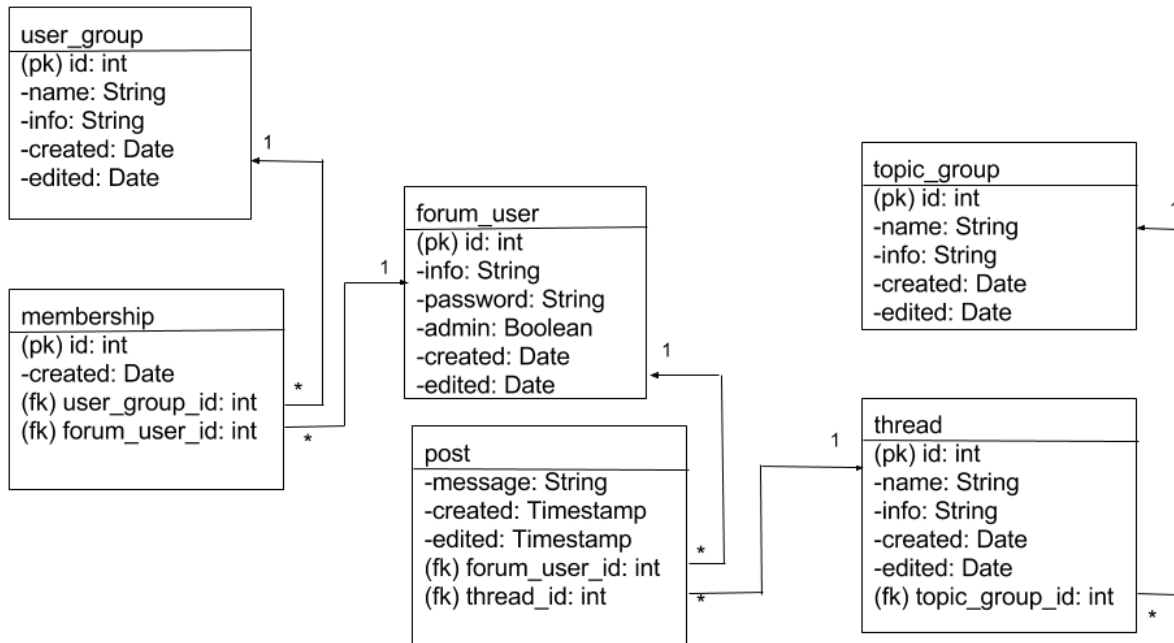 user_group
(pk) id: int
-name: String
-info: String
-created: Date
-edited: Date
1
membership
(pk) id: int
-created: Date
(fk) user_group_id: int
(fk) forum_user_id: int
*
*
1
forum_user
(pk) id: int
-info: String
-password: String
-admin: Boolean
-created: Date
-edited: Date
1
post
-message: String
-created: Timestamp
-edited: Timestamp
(fk) forum_user_id: int
(fk) thread_id: int
*
*
1
topic_group
(pk) id: int
-name: String
-info: String
-created: Date
-edited: Date
thread
(pk) id: int
-name: String
-info: String
-created: Date
-edited: Date
(fk) topic_group_id: int
*